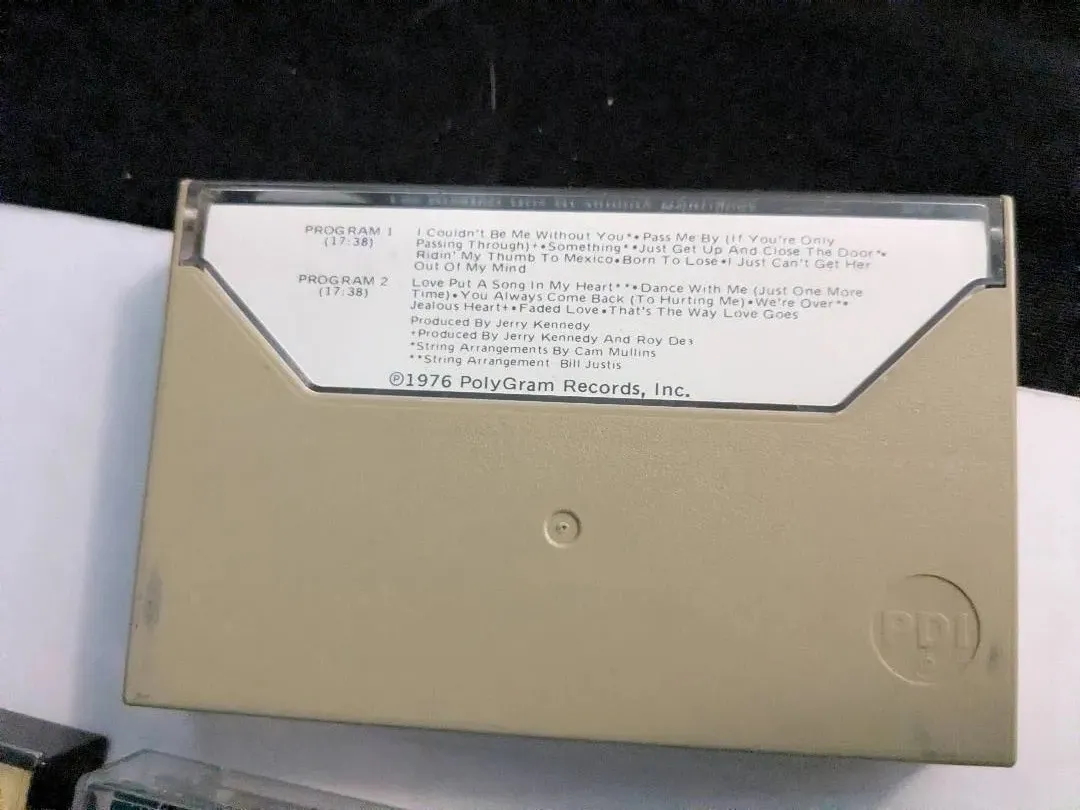 PROGRAM 1
(17:38)
I Couldn't Be Me Without You*•Pass Me By (If You're Only
Passing Through)+•Something**•Just Get Up And Close The Door*•
Ridin' My Thumb To Mexico•Born To Lose•I Just Can't Get Her
Out Of My Mind
PROGRAM 2
(17:38)
Love Put A Song In My Heart**•Dance With Me (Just One More
Time)•You Always Come Back (To Hurting Me)•We're Over*•
Jealous Heart+•Faded Love•That's The Way Love Goes
Produced By Jerry Kennedy
+Produced By Jerry Kennedy And Roy Dea
*String Arrangements By Cam Mullins
**String Arrangement Bill Justis
℗1976 PolyGram Records, Inc.
PDI